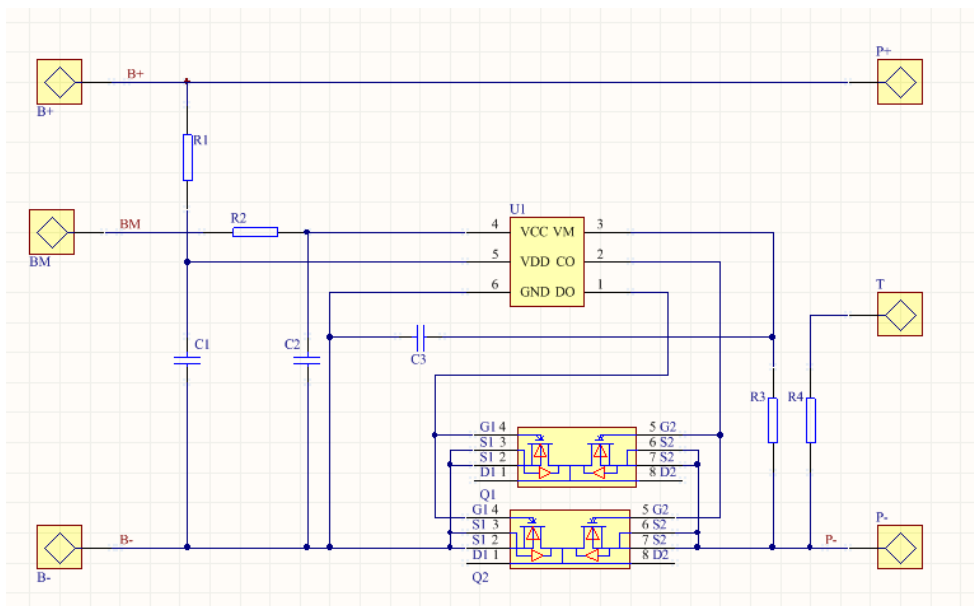 B+
P+
B+
R1
U1
BM
R2
4 VCC VM 3
BM
5 VDD CO 2
6 GND DO 1
T
C1
C2
C3
R3
R4
G1 4
5 G2
S1 3
6 S2
S1 2
7 S2
D1 1
8 D2
Q1
G1 4
5 G2
S1 3
6 S2
P-
B-
S1 2
7 S2
P-
D1 1
8 D2
B-
Q2